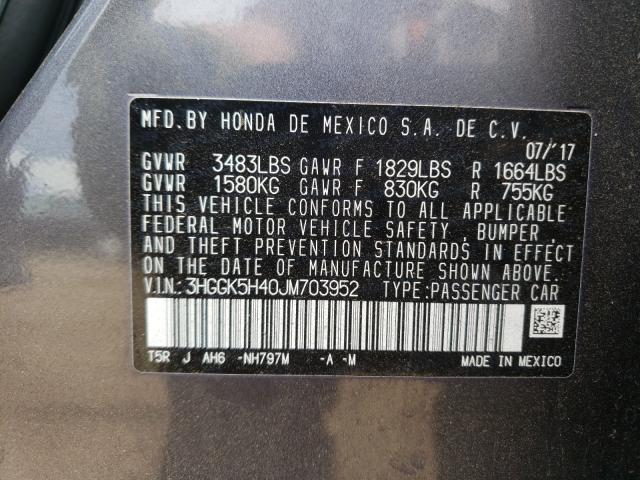 MFD.BY HONDA DE MEXICO S.A. DE C.V.
07/'17
GVWR 3483LBS GAWR F 1829LBS R 1664LBS
GVWR 1580KG GAWR F 830KG R 755KG
THIS VEHICLE CONFORMS TO ALL APPLICABLE
FEDERAL MOTOR VEHICLE SAFETY , BUMPER ,
AND THEFT PREVENTION STANDARDS IN EFFECT
ON THE DATE OF MANUFACTURE SHOWN ABOVE.
V.I.N.: 3HGGK5H40JM703952 TYPE:PASSENGER CAR
T5R J AH6 -NH797M -A -M MADE IN MEXICO